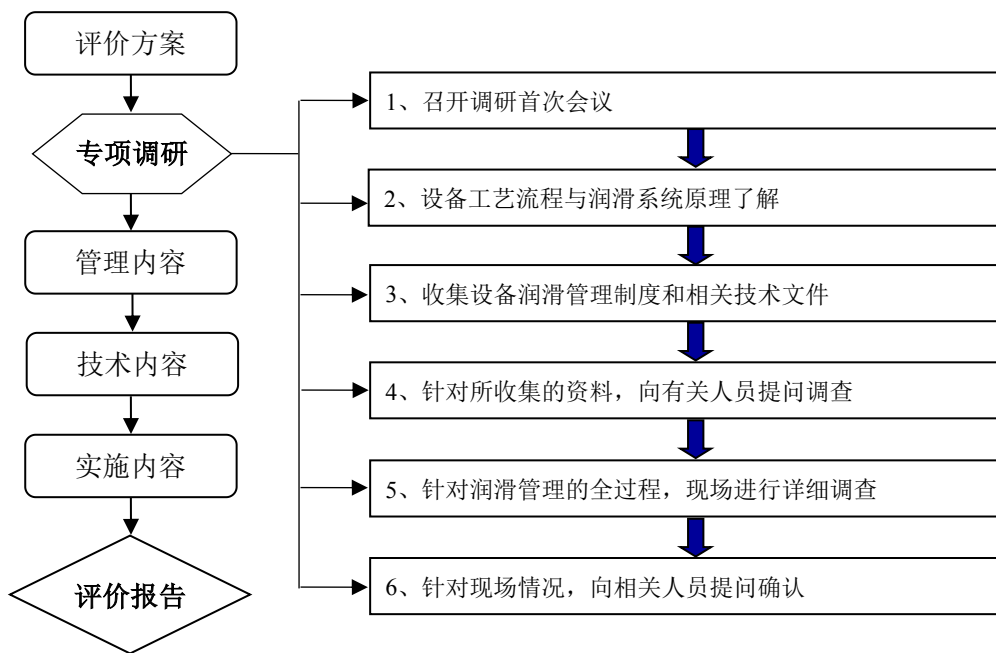 评价方案
专项调研
管理内容
技术内容
实施内容
评价报告
1、召开调研首次会议
2、设备工艺流程与润滑系统原理了解
3、收集设备润滑管理制度和相关技术文件
4、针对所收集的资料，向有关人员提问调查
5、针对润滑管理的全过程，现场进行详细调查
6、针对现场情况，向相关人员提问确认